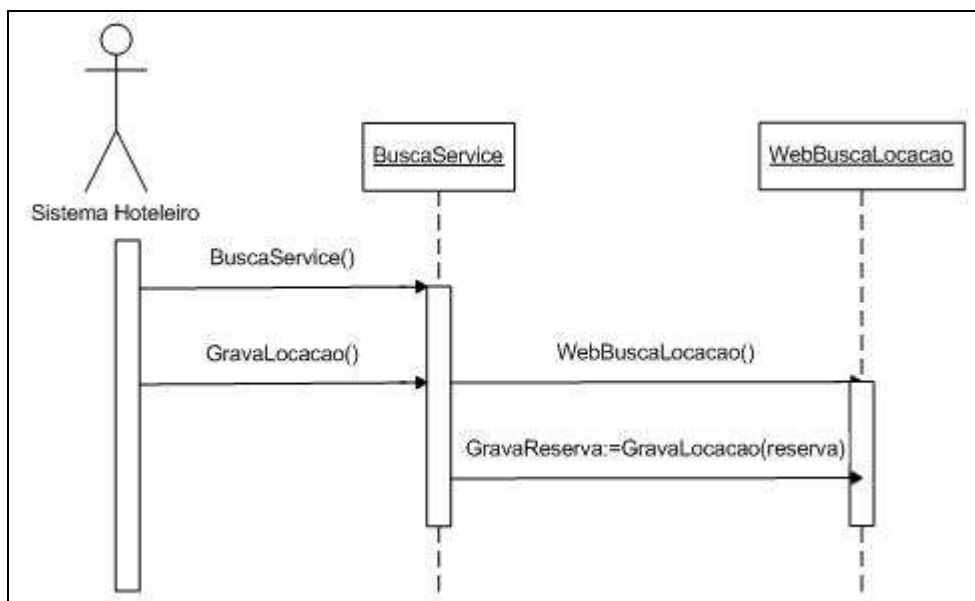 BuscaService
WebBuscaLocacao
Sistema Hoteleiro
BuscaService()
GravaLocacao()
WebBuscaLocacao()
GravaReserva:=GravaLocacao(reserva)